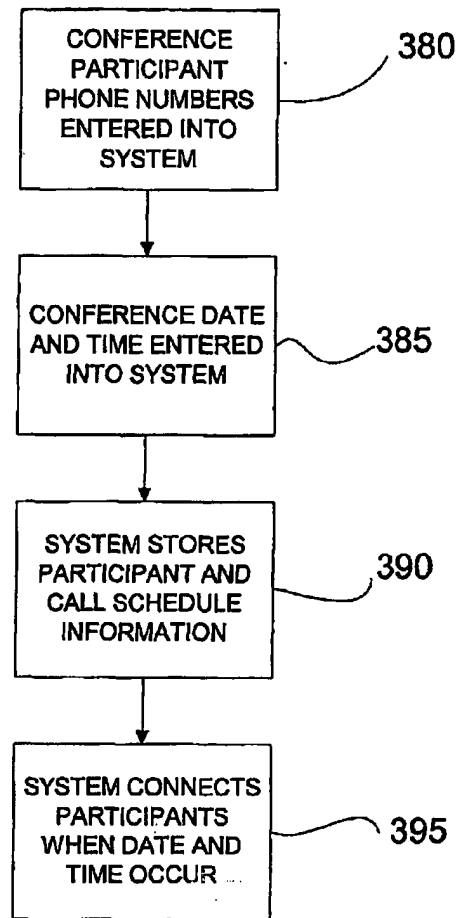 CONFERENCE
PARTICIPANT
PHONE NUMBERS
ENTERED INTO
SYSTEM
380
CONFERENCE DATE
AND TIME ENTERED
INTO SYSTEM
385
SYSTEM STORES
PARTICIPANT AND
CALL SCHEDULE
INFORMATION
390
SYSTEM CONNECTS
PARTICIPANTS
WHEN DATE AND
TIME OCCUR
395